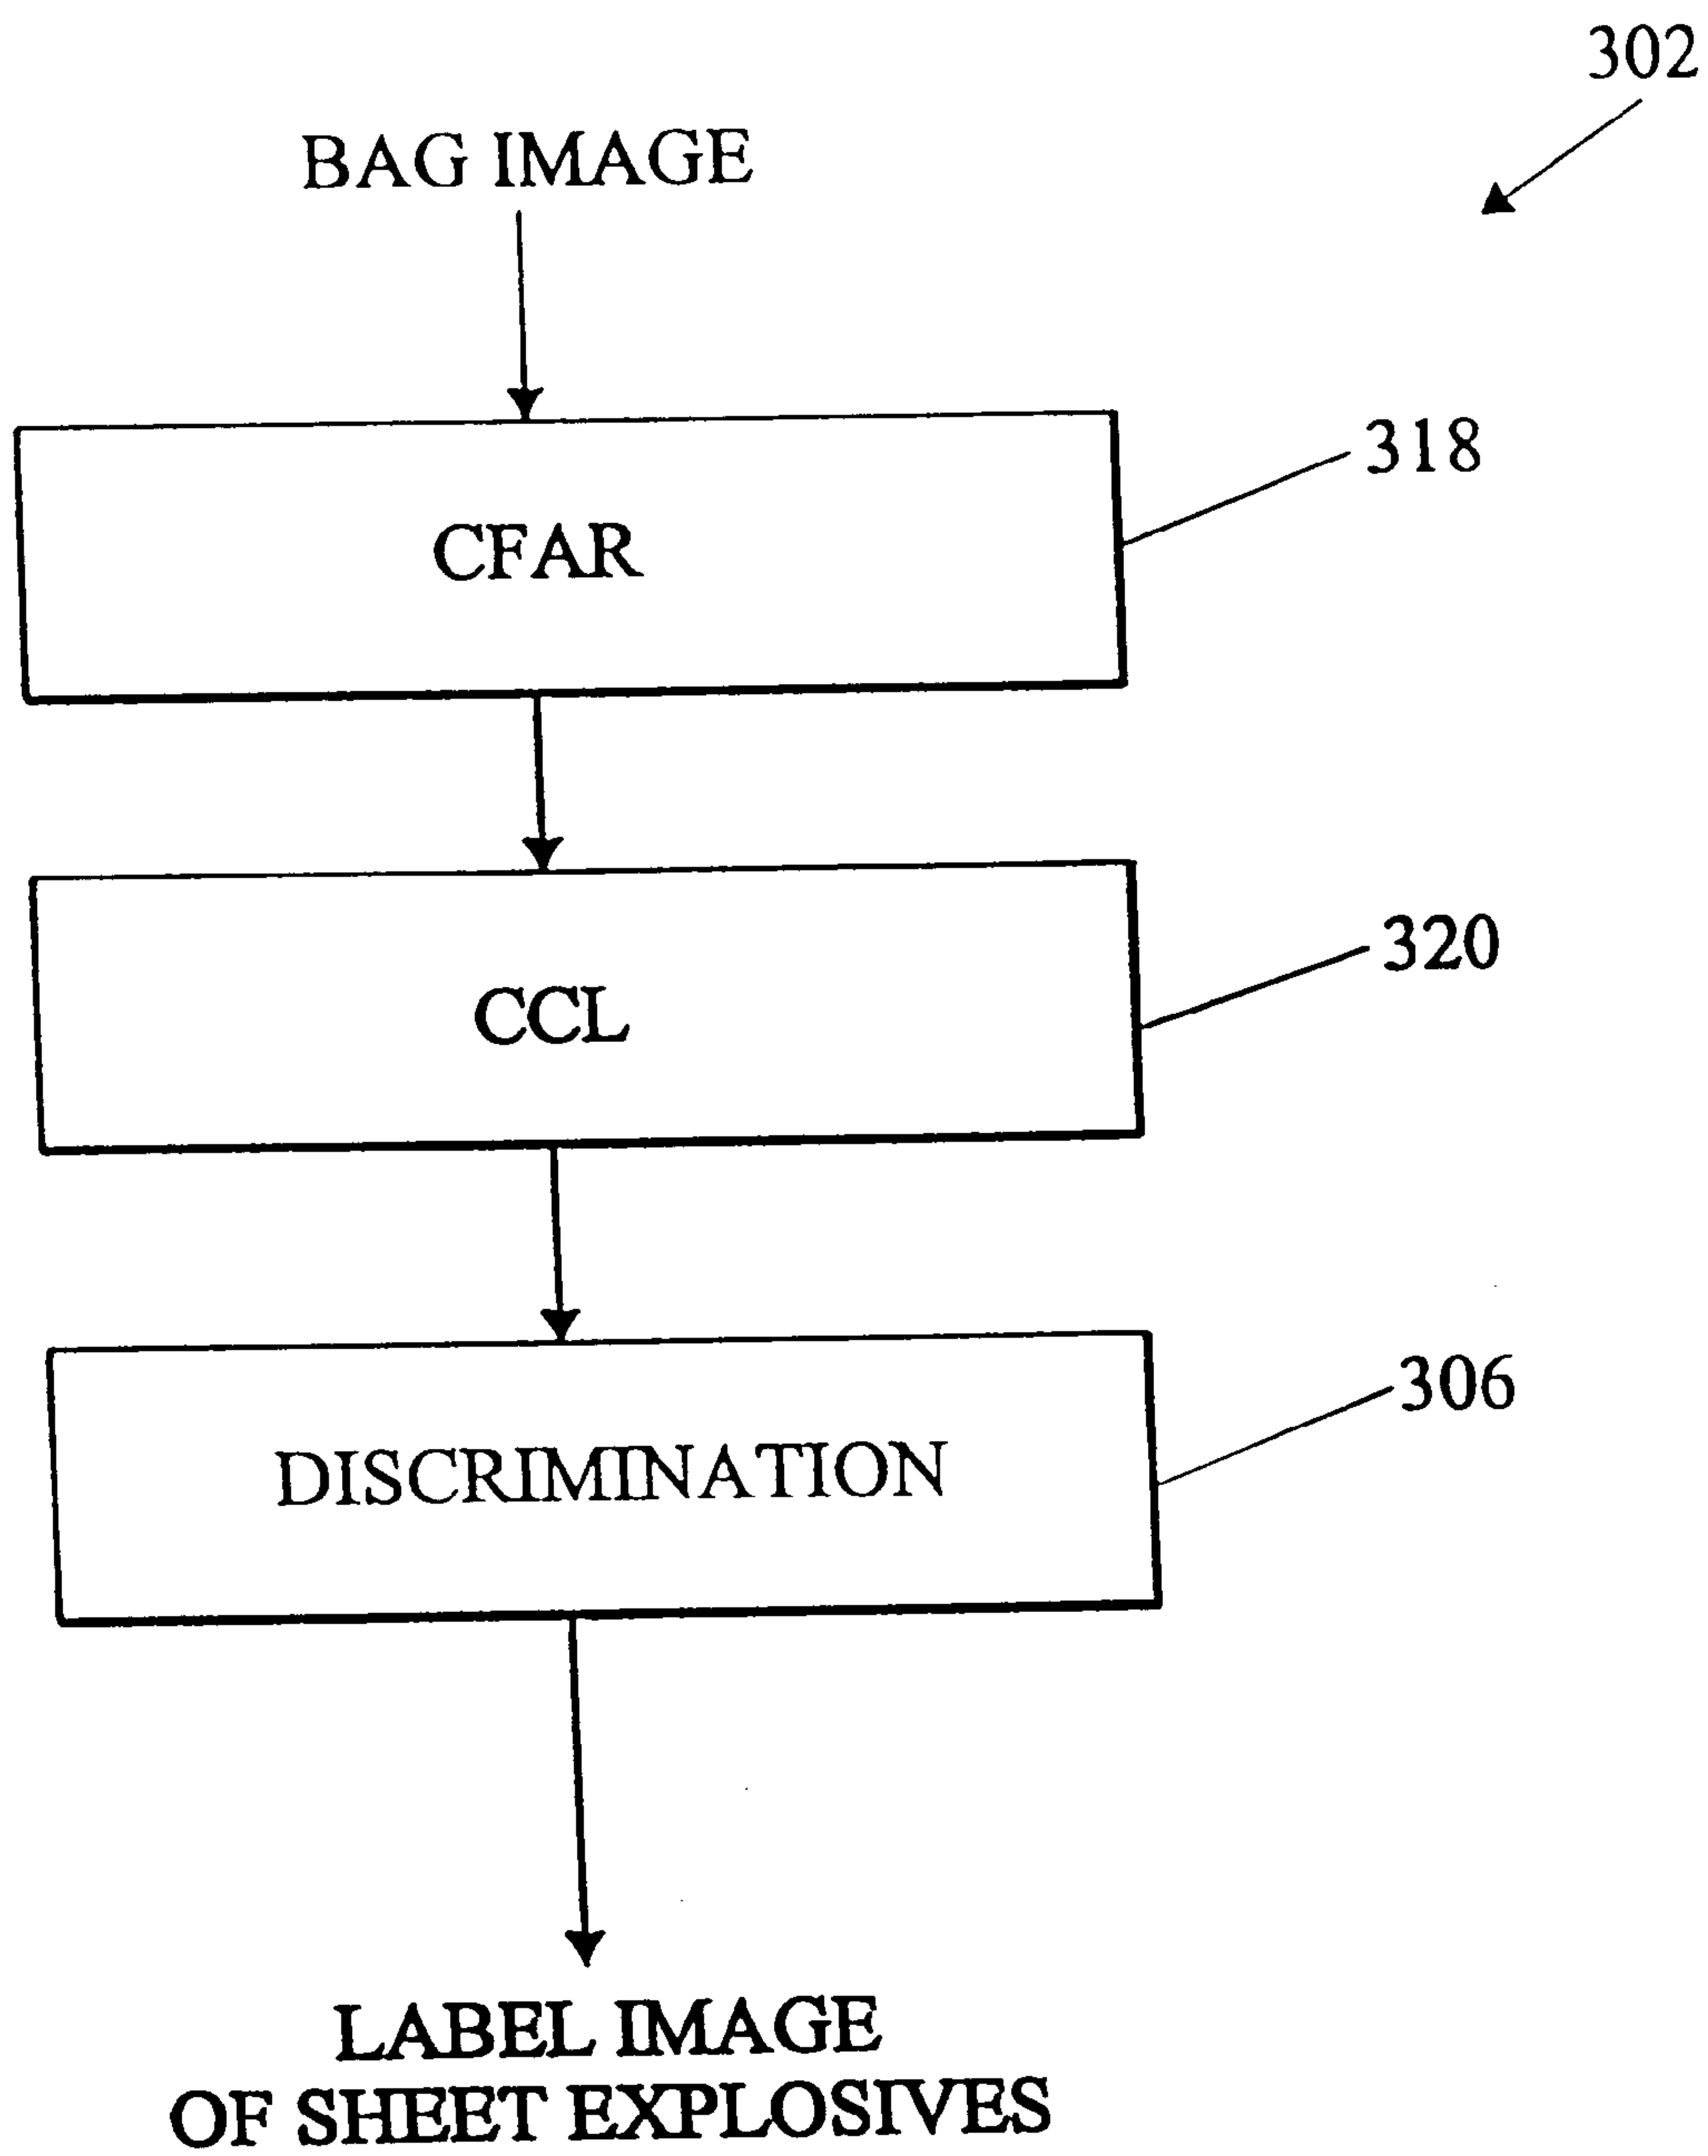 302
BAG IMAGE
CFAR
318
CCL
320
DISCRIMINATION
306
LABEL IMAGE
OF SHEET EXPLOSIVES